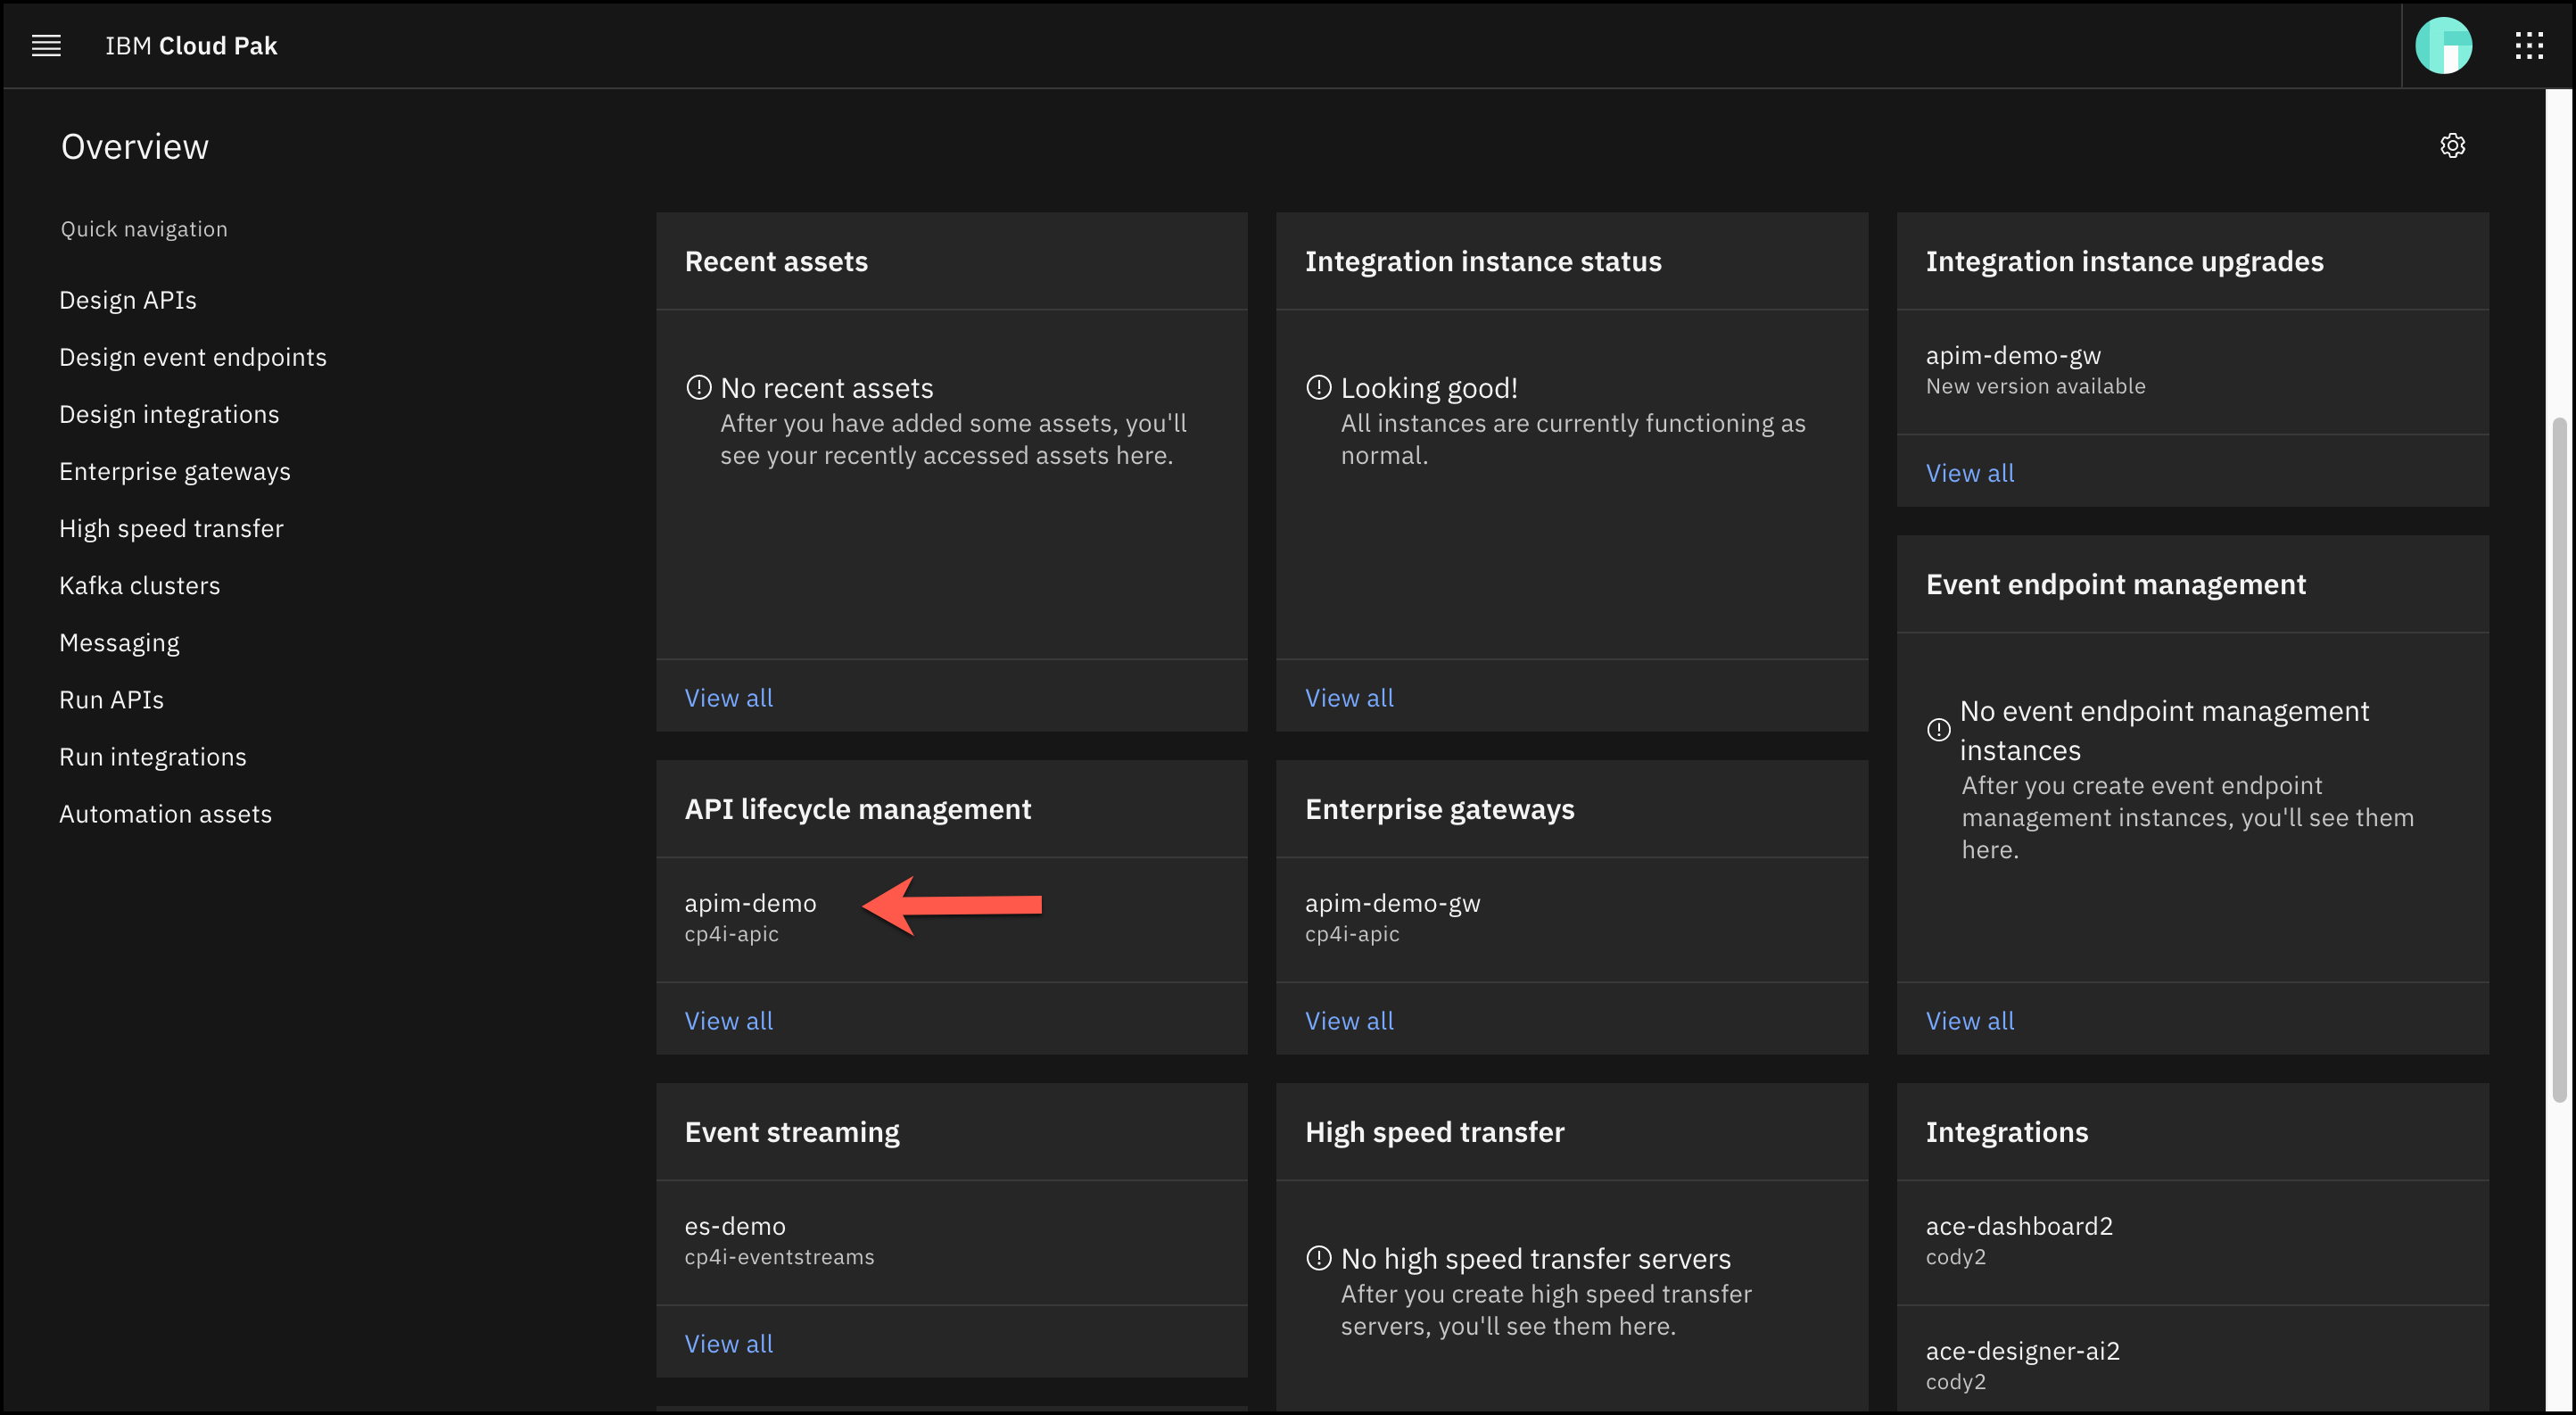 IBM Cloud Pak
Overview
Quick navigation
Design APIs
Design event endpoints
Design integrations
Enterprise gateways
High speed transfer
Kafka clusters
Messaging
Run APIs
Run integrations
Automation assets
Recent assets
No recent assets
After you have added some assets, you'll
see your recently accessed assets here.
View all
Integration instance status
Looking good!
All instances are currently functioning as
normal.
View all
Integration instance upgrades
apim-demo-gw
New version available
View all
Event endpoint management
No event endpoint management
instances
After you create event endpoint
management instances, you'll see them
here.
View all
API lifecycle management
apim-demo
cp4i-apic
View all
Enterprise gateways
apim-demo-gw
cp4i-apic
View all
Event streaming
es-demo
cp4i-eventstreams
View all
High speed transfer
No high speed transfer servers
After you create high speed transfer
servers, you'll see them here.
Integrations
ace-dashboard2
cody2
ace-designer-ai2
cody2